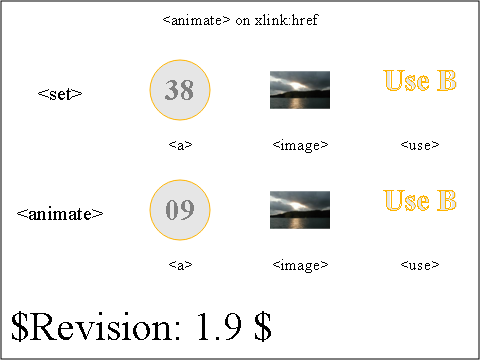 <animate> on xlink:href
<set> 38 Use B
<a> <image> <use>
<animate> 09 Use B
<a> <image> <use>
$Revision: 1.9 $